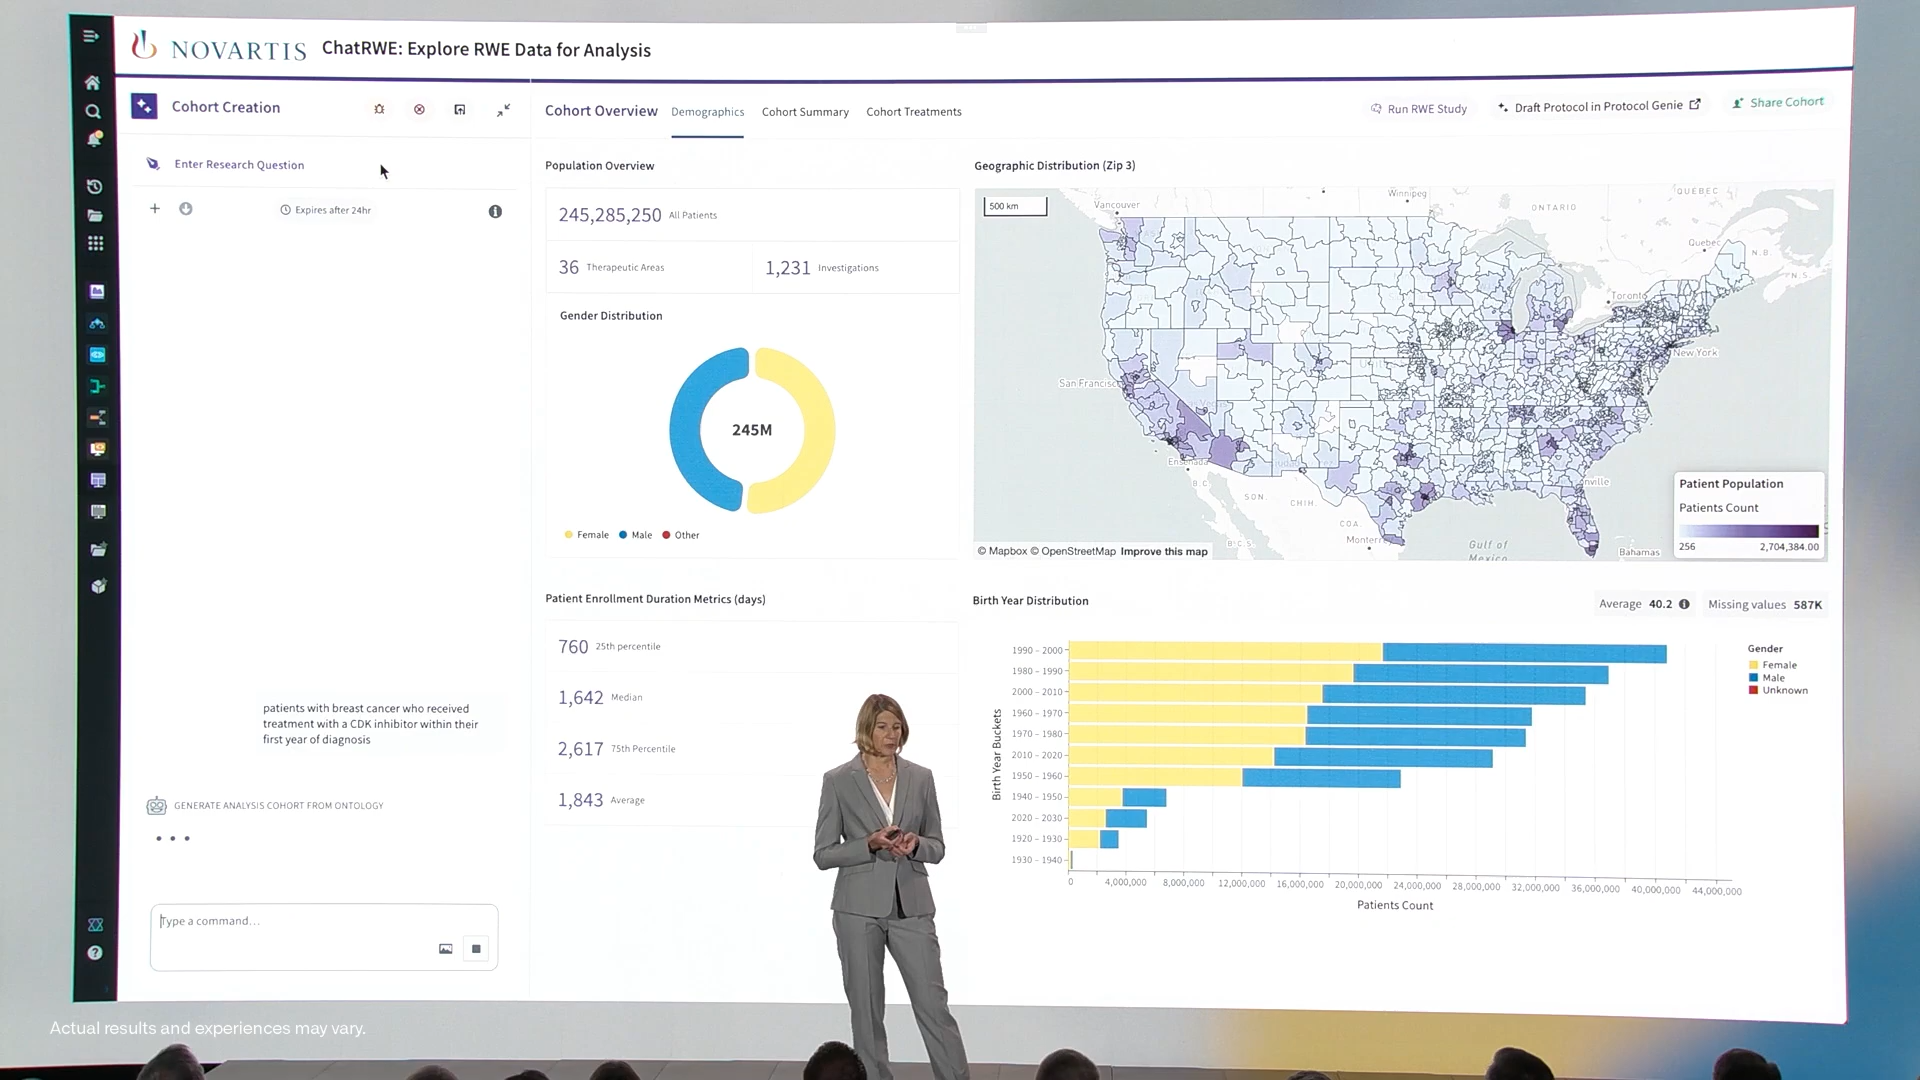 NOVARTIS
ChatRWE: Explore RWE Data for Analysis
Cohort Creation
Enter Research Question
Expires after 24hr
patients with breast cancer who received
treatment with a CDK inhibitor within their
first year of diagnosis
GENERATE ANALYSIS COHORT FROM ONTOLOGY
Type a command...
Cohort Overview
Demographics
Cohort Summary
Cohort Treatments
Run RWE Study
Draft Protocol in Protocol Genie
Share Cohort
Population Overview
245,285,250 All Patients
36 Therapeutic Areas
1,231 Investigations
Gender Distribution
245M
Female
Male
Other
Geographic Distribution (Zip 3)
500 km
Vancouver
Winnipeg
ONTARIO
QUEBEC
Quebec
N.B.
N.S.
Toronto
New York
San Francisc
Ensenada
B.C.
SON.
CHIH.
COA.
B.C.S.
Monterr
Gulf of
Mexico
nville
Bahamas
© Mapbox © OpenStreetMap Improve this map
Patient Population
Patients Count
256
2,704,384.00
Patient Enrollment Duration Metrics (days)
760 25th percentile
1,642 Median
2,617 75th Percentile
1,843 Average
Birth Year Distribution
Average 40.2
Missing values 587K
Birth Year Buckets
1990 - 2000
1980 - 1990
2000 - 2010
1960 - 1970
1970 - 1980
2010 - 2020
1950 - 1960
1940 - 1950
2020 - 2030
1920 - 1930
1930 - 1940
0
4,000,000
8,000,000
12,000,000
16,000,000
20,000,000
24,000,000
28,000,000
32,000,000
36,000,000
40,000,000
44,000,000
Patients Count
Gender
Female
Male
Unknown
Actual results and experiences may vary.